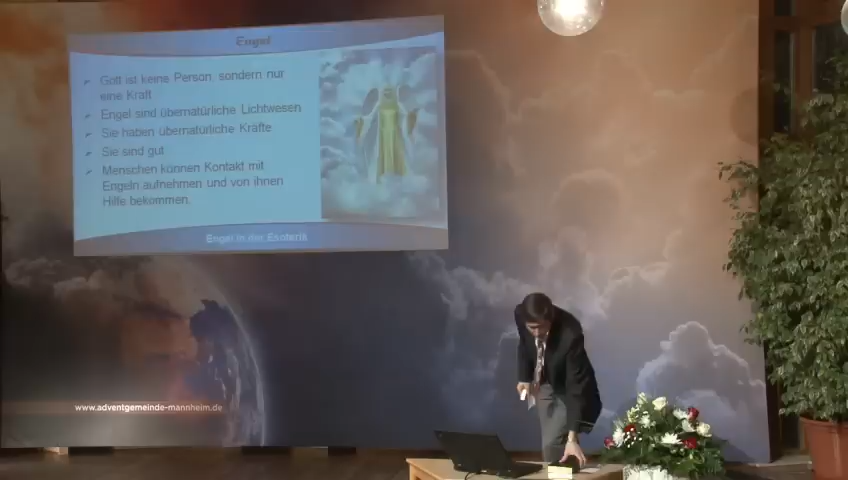 Engel
Gott ist keine Person, sondern nur
eine Kraft
Engel sind übernatürliche Lichtwesen
Sie haben übernatürliche Kräfte
Sie sind gut
Menschen können Kontakt mit
Engeln aufnehmen und von ihnen
Hilfe bekommen.
Engel in der Esoterik
www.adventgemeinde-mannheim.de